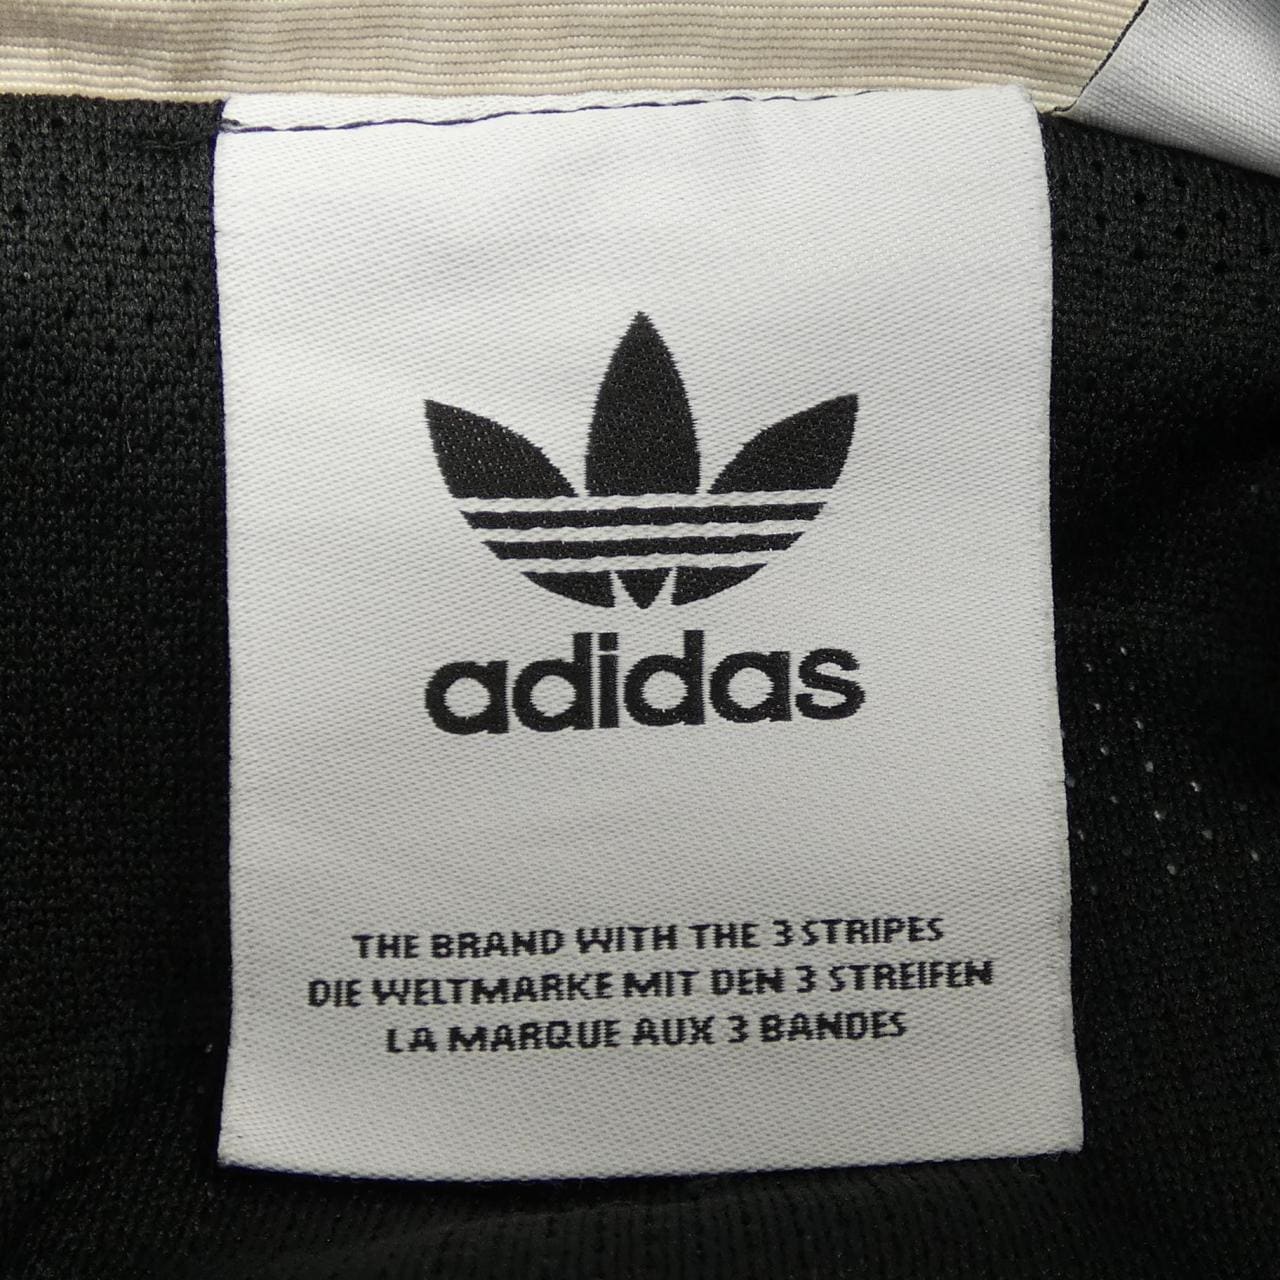 adidas
THE BRAND WITH THE 3 STRIPES
DIE WELTMARKE MIT DEN 3 STREIFEN
LA MARQUE AUX 3 BANDES